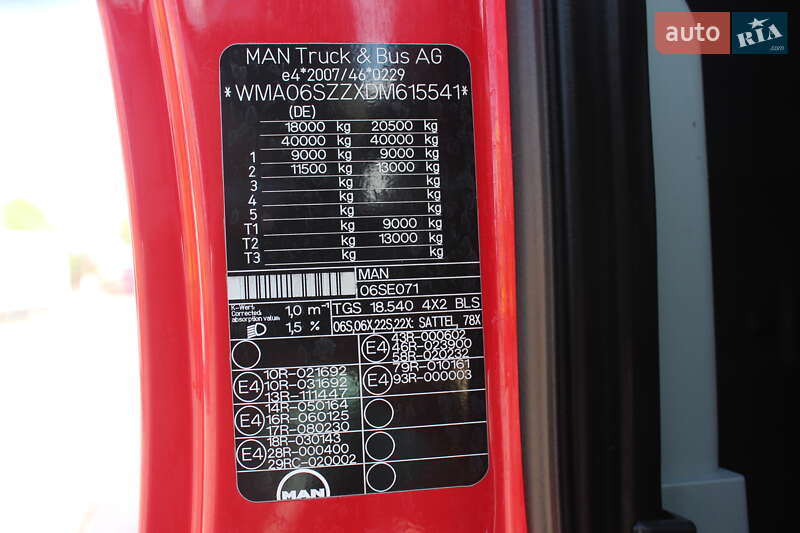 auto RIA.com
MAN Truck & Bus AG
e4*2007/46*0229
*WMA06SZZXDM615541*
(DE)
18000 kg 20500 kg
40000 kg 40000 kg
1 9000 kg 9000 kg
2 11500 kg 13000 kg
3 kg kg
4 kg kg
5 kg kg
T1 kg 9000 kg
T2 kg 13000 kg
T3 kg kg
MAN
06SE071
K-Wert
Corrected
absorption value: 1,0 m⁻¹
1,5 %
TGS 18.540 4X2 BLS
06S,06X,22S,22X: SATTEL, 78X
E4 43R-000602
46R-023900
58R-020232
E4 10R-021692
10R-031692
13R-111447
E4 79R-010161
93R-000003
E4 14R-050164
16R-060125
17R-080230
E4 18R-030143
28R-000400
29RC-020002
MAN